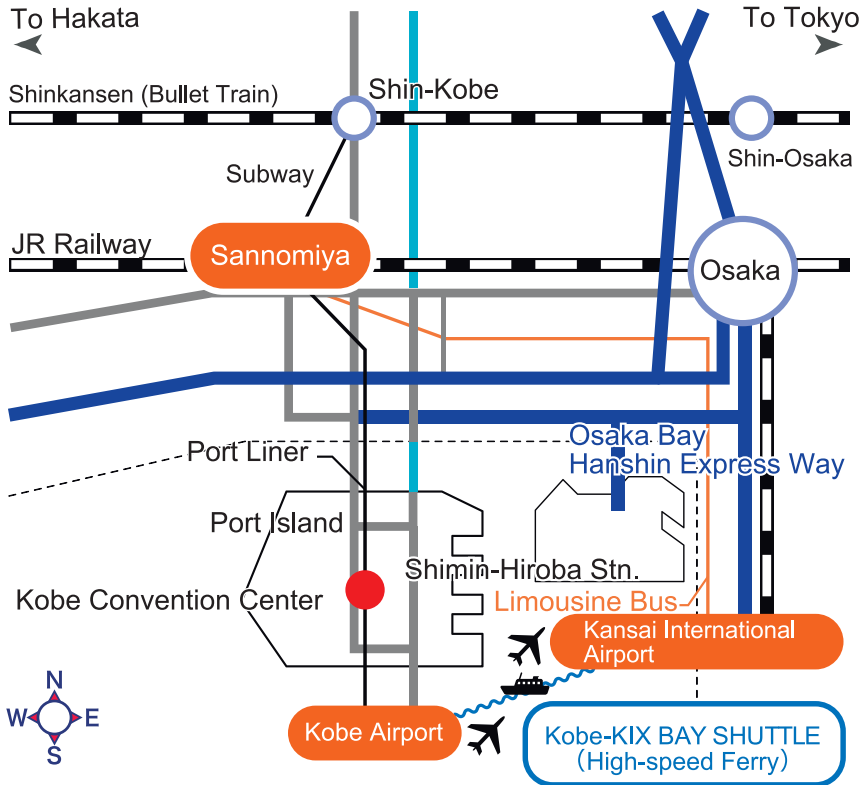 To Hakata
To Tokyo
Shinkansen (Bullet Train)
Shin-Kobe
Shin-Osaka
Subway
JR Railway
Sannomiya
Osaka
Osaka Bay
Hanshin Express Way
Port Liner
Port Island
Shimin-Hiroba Stn.
Kobe Convention Center
Limousine Bus
Kansai International
Airport
N
W
E
S
Kobe Airport
Kobe-KIX BAY SHUTTLE
(High-speed Ferry)